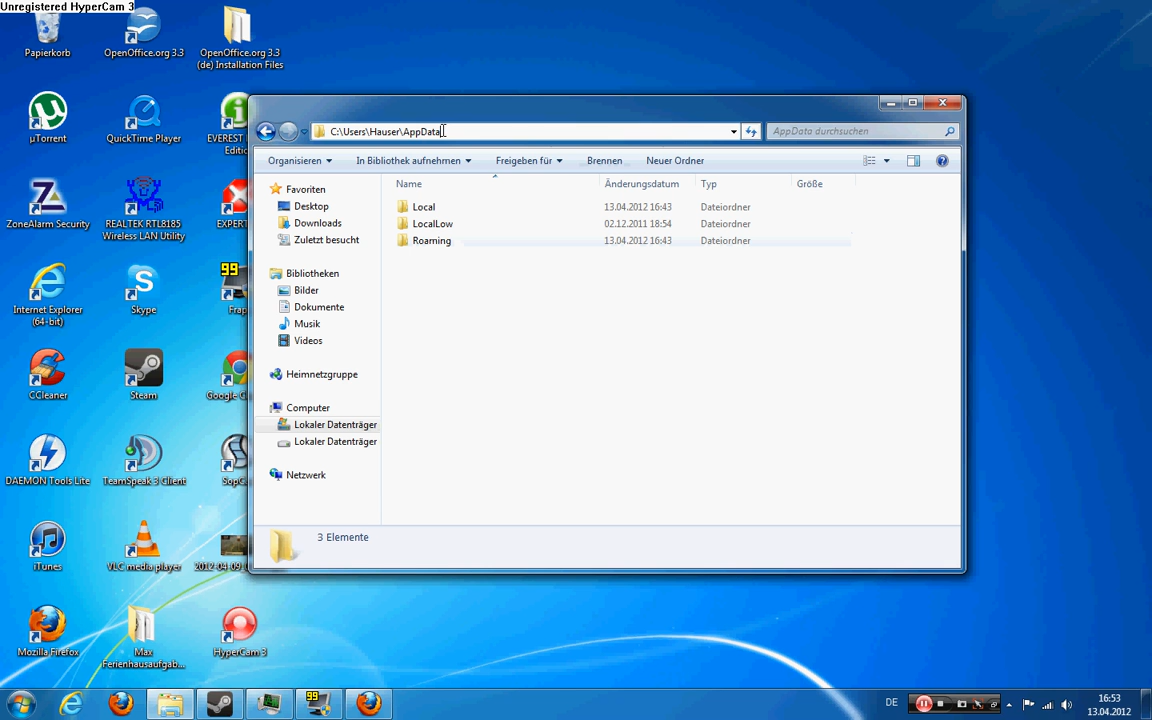 Unregistered HyperCam 3
Papierkorb
OpenOffice.org 3.3
OpenOffice.org 3.3
(de) Installation Files
µTorrent
QuickTime Player
EVEREST
ZoneAlarm Security
REALTEK RTL8185
Wireless LAN Utility
Internet Explorer
(64-bit)
Skype
99
CCleaner
Steam
DAEMON Tools Lite
TeamSpeak 3 Client
iTunes
VLC media player
Mozilla Firefox
Max
Ferienhausaufgab...
HyperCam 3
C:\Users\Hauser\AppData
AppData durchsuchen
Organisieren
In Bibliothek aufnehmen
Freigeben für
Brennen
Neuer Ordner
Favoriten
Desktop
Downloads
Zuletzt besucht
Bibliotheken
Bilder
Dokumente
Musik
Videos
Heimnetzgruppe
Computer
Lokaler Datenträger
Lokaler Datenträger
Netzwerk
Name Änderungsdatum Typ Größe
Local 13.04.2012 16:43 Dateiordner
LocalLow 02.12.2011 18:54 Dateiordner
Roaming 13.04.2012 16:43 Dateiordner
3 Elemente
99
DE
16:53
13.04.2012